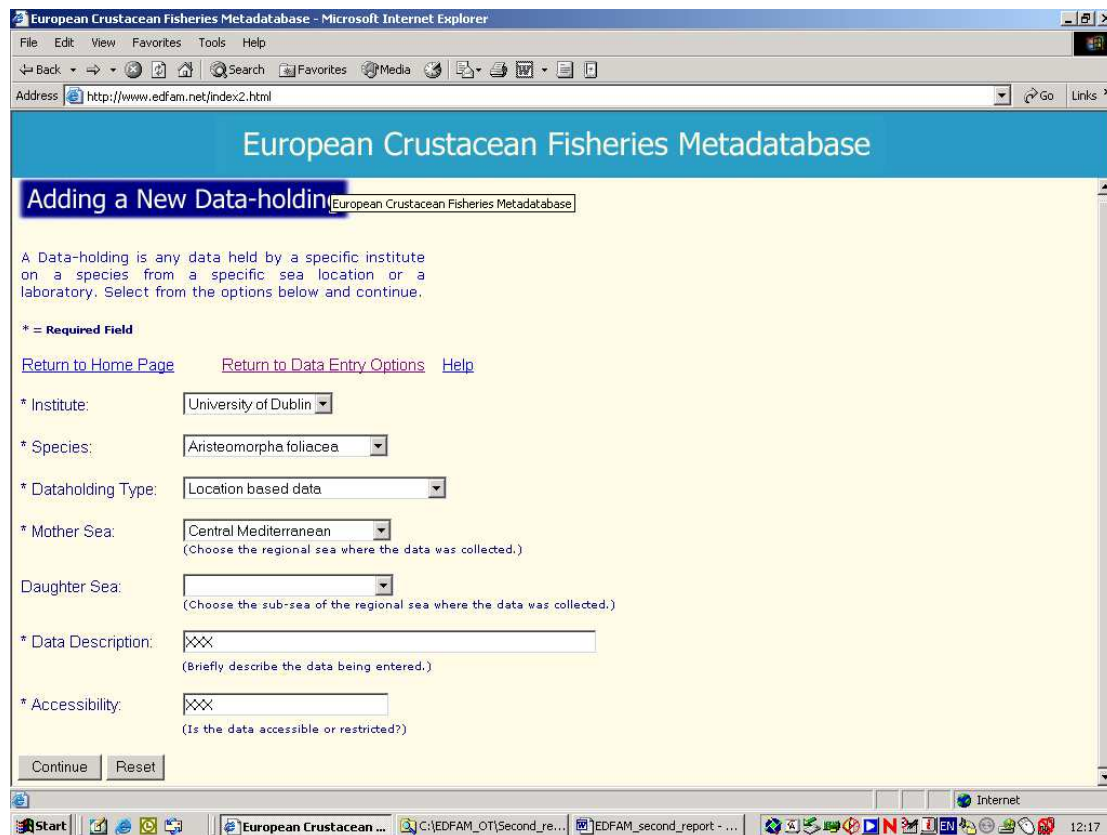 European Crustacean Fisheries Metadatabase - Microsoft Internet Explorer
File Edit View Favorites Tools Help
Back Search Favorites Media
Address http://www.edfam.net/index2.html Go Links
European Crustacean Fisheries Metadatabase
Adding a New Data-holding
European Crustacean Fisheries Metadatabase
A Data-holding is any data held by a specific institute
on a species from a specific sea location or a
laboratory. Select from the options below and continue.
* = Required Field
Return to Home Page Return to Data Entry Options Help
* Institute: University of Dublin
* Species: Aristeomorpha foliacea
* Dataholding Type: Location based data
* Mother Sea: Central Mediterranean
(Choose the regional sea where the data was collected.)
Daughter Sea:
(Choose the sub-sea of the regional sea where the data was collected.)
* Data Description: XXX
(Briefly describe the data being entered.)
* Accessibility: XXX
(Is the data accessible or restricted?)
Continue Reset
Internet
Start European Crustacean ... C:\EDFAM_OT\Second_re... EDFAM_second_report - ... EN 12:17